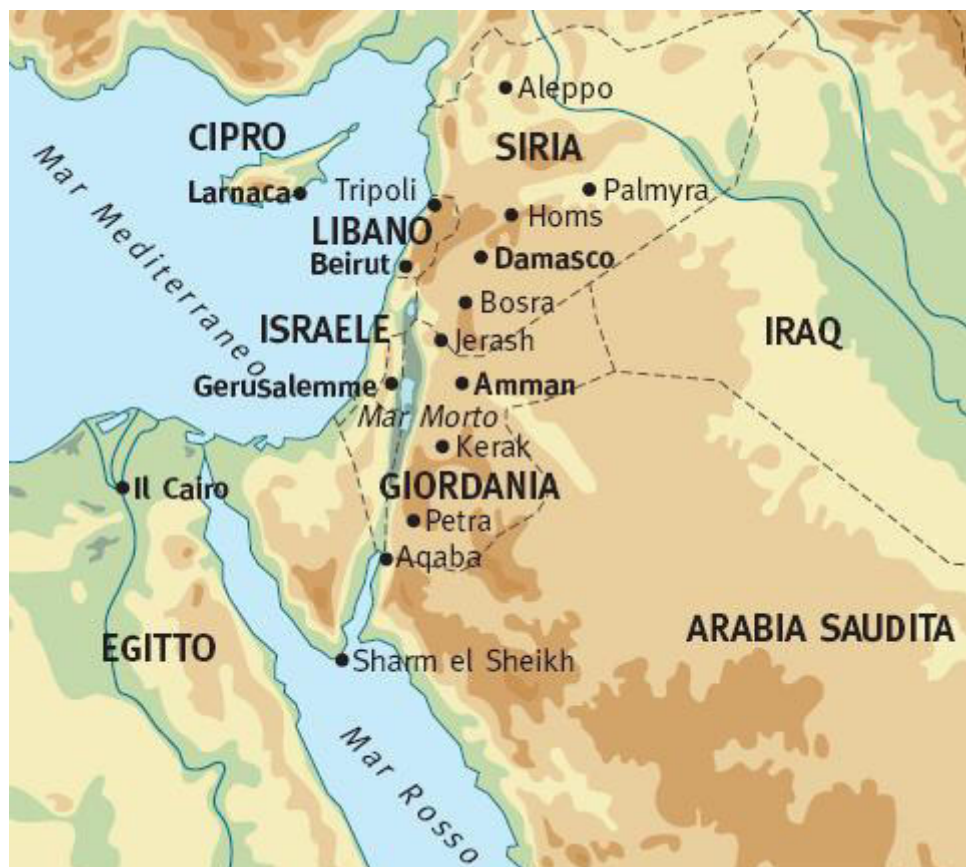 Aleppo
CIPRO
SIRIA
Mar Mediterraneo
Larnaca
Tripoli
Palmyra
Homs
LIBANO
Beirut
Damasco
Bosra
ISRAELE
Jerash
IRAQ
Gerusalemme
Amman
Mar Morto
Kerak
Il Cairo
GIORDANIA
Petra
Aqaba
ARABIA SAUDITA
EGITTO
Sharm el Sheikh
Mar Rosso